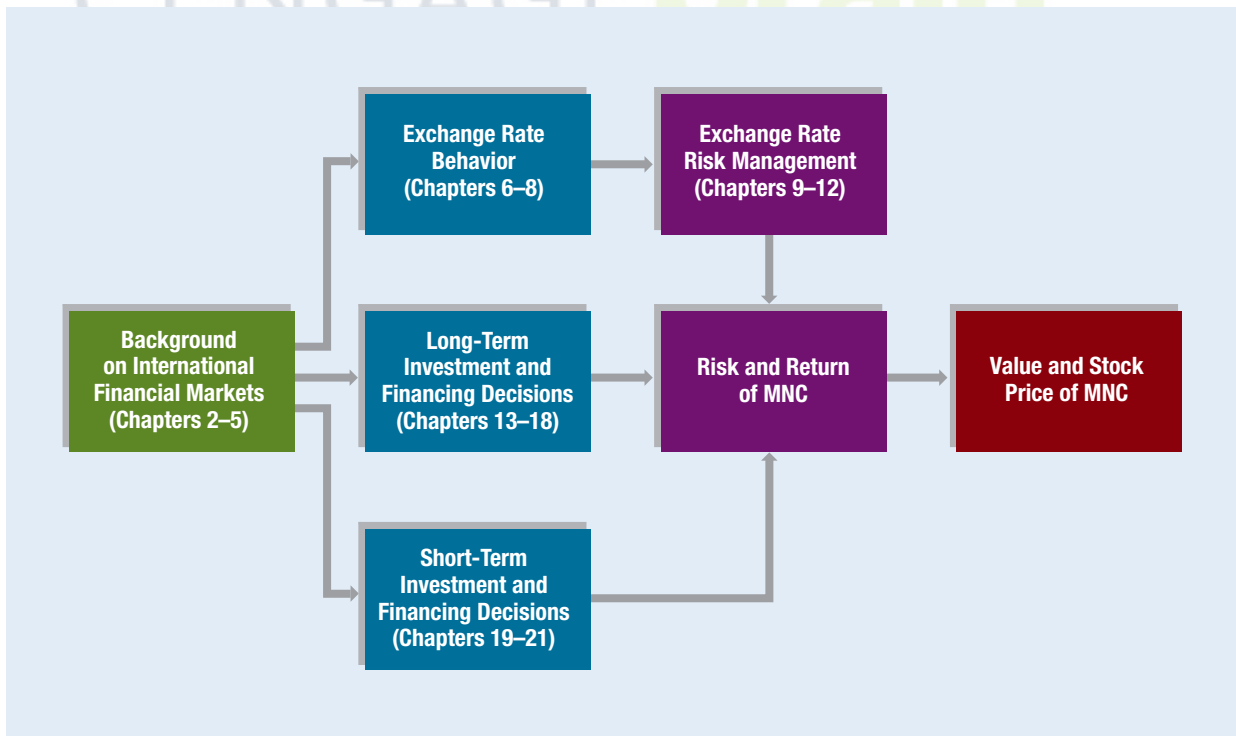 Exchange Rate
Behavior
(Chapters 6–8)
Exchange Rate
Risk Management
(Chapters 9–12)
Background
on International
Financial Markets
(Chapters 2–5)
Long-Term
Investment and
Financing Decisions
(Chapters 13–18)
Risk and Return
of MNC
Value and Stock
Price of MNC
Short-Term
Investment and
Financing Decisions
(Chapters 19–21)